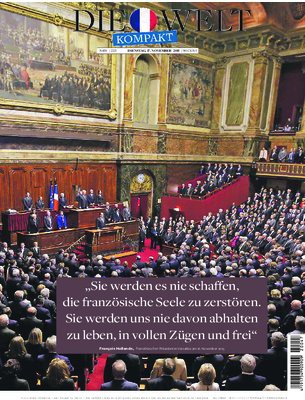 DIE WELT
KOMPAKT
DIENSTAG, 17. NOVEMBER 2015
„Sie werden es nie schaffen,
die französische Seele zu zerstören.
Sie werden uns nie davon abhalten
zu leben, in vollen Zügen und frei“
François Hollande,